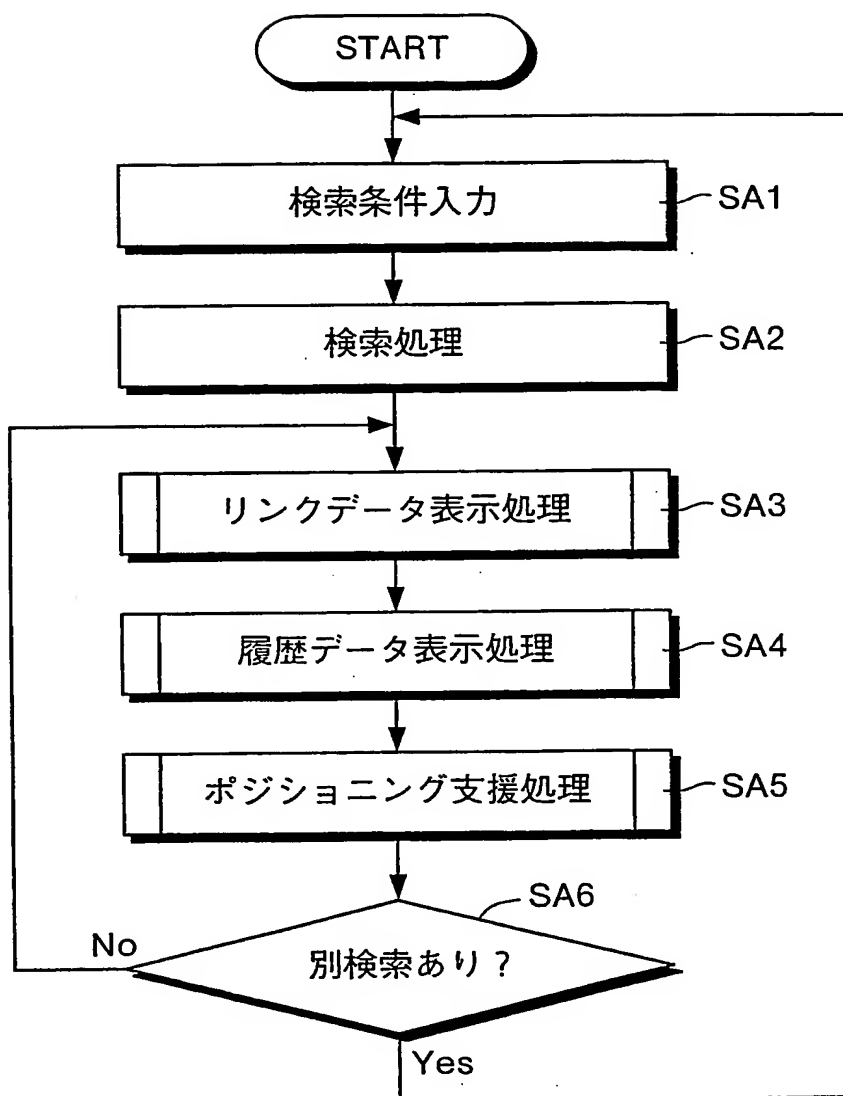 START
検索条件入力
SA1
検索処理
SA2
リンクデータ表示処理
SA3
履歴データ表示処理
SA4
ポジショニング支援処理
SA5
SA6
No
別検索あり?
Yes